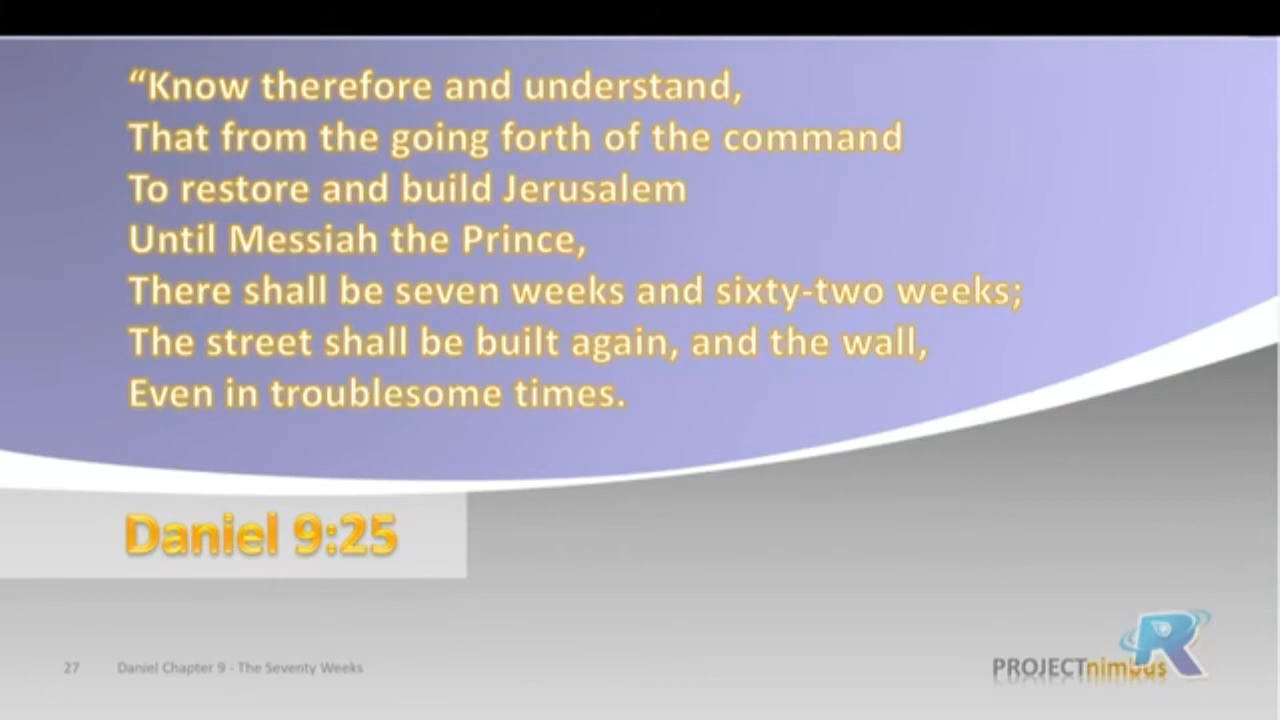 “Know therefore and understand,
That from the going forth of the command
To restore and build Jerusalem
Until Messiah the Prince,
There shall be seven weeks and sixty-two weeks;
The street shall be built again, and the wall,
Even in troublesome times.
Daniel 9:25
27 Daniel Chapter 9 - The Seventy Weeks
PROJECTnimbus
R